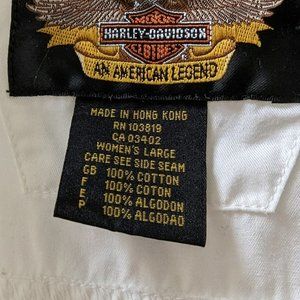 HARLEY-DAVIDSON
CLOTHES
AN AMERICAN LEGEND
MADE IN HONG KONG
RN 103819
CA 03402
WOMEN'S LARGE
CARE SEE SIDE SEAM
GB 100% COTTON
F 100% COTON
E 100% ALGODON
P 100% ALGODAO